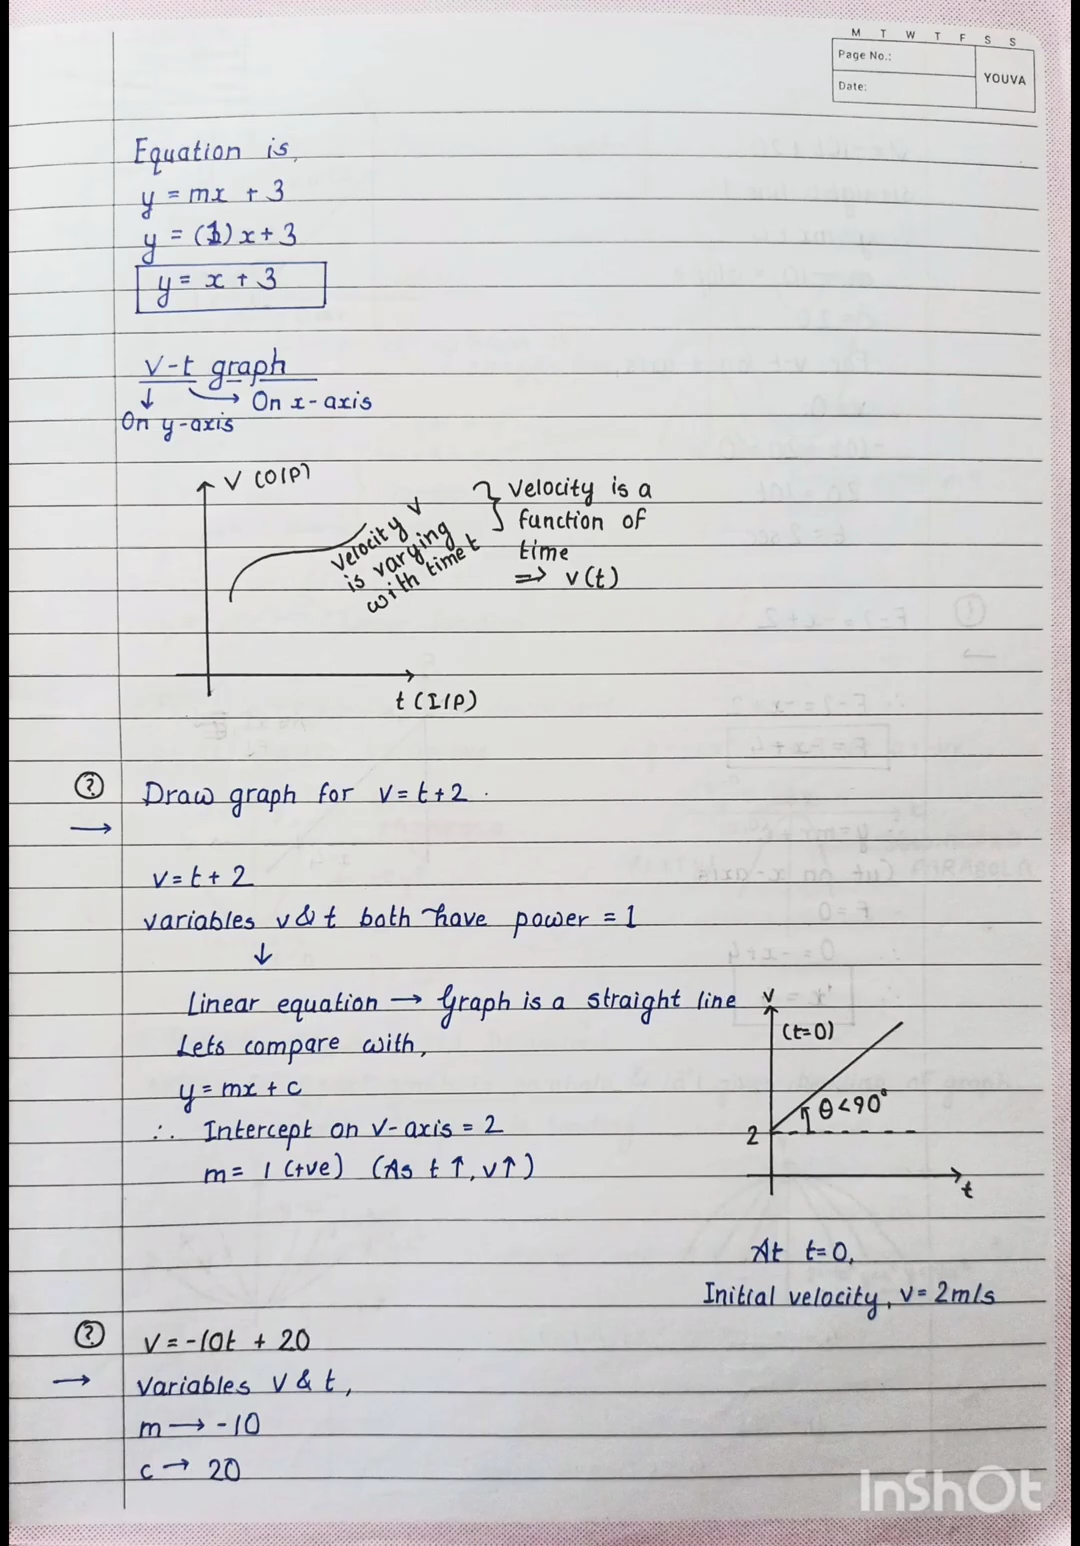 M T W T F S S
Page No.:
Date:
YOUVA
Equation is,
y = mx + 3
y = (1)x + 3
y = x + 3
v-t graph
↓ → On x-axis
On y-axis
V (O/P)
Velocity v
is varying
with time t
} Velocity is a
function of
time
⇒ v(t)
t (I/P)
? Draw graph for v = t + 2.
→
v = t + 2
variables v & t both have power = 1
↓
Linear equation → Graph is a straight line
Lets compare with,
y = mx + c
∴ Intercept on v-axis = 2
m = 1 (+ve) (As t ↑, v ↑)
v
(t=0)
θ < 90°
2
t
At t=0,
Initial velocity, v = 2m/s
? v = -10t + 20
→ variables v & t,
m → -10
c → 20
InShOt